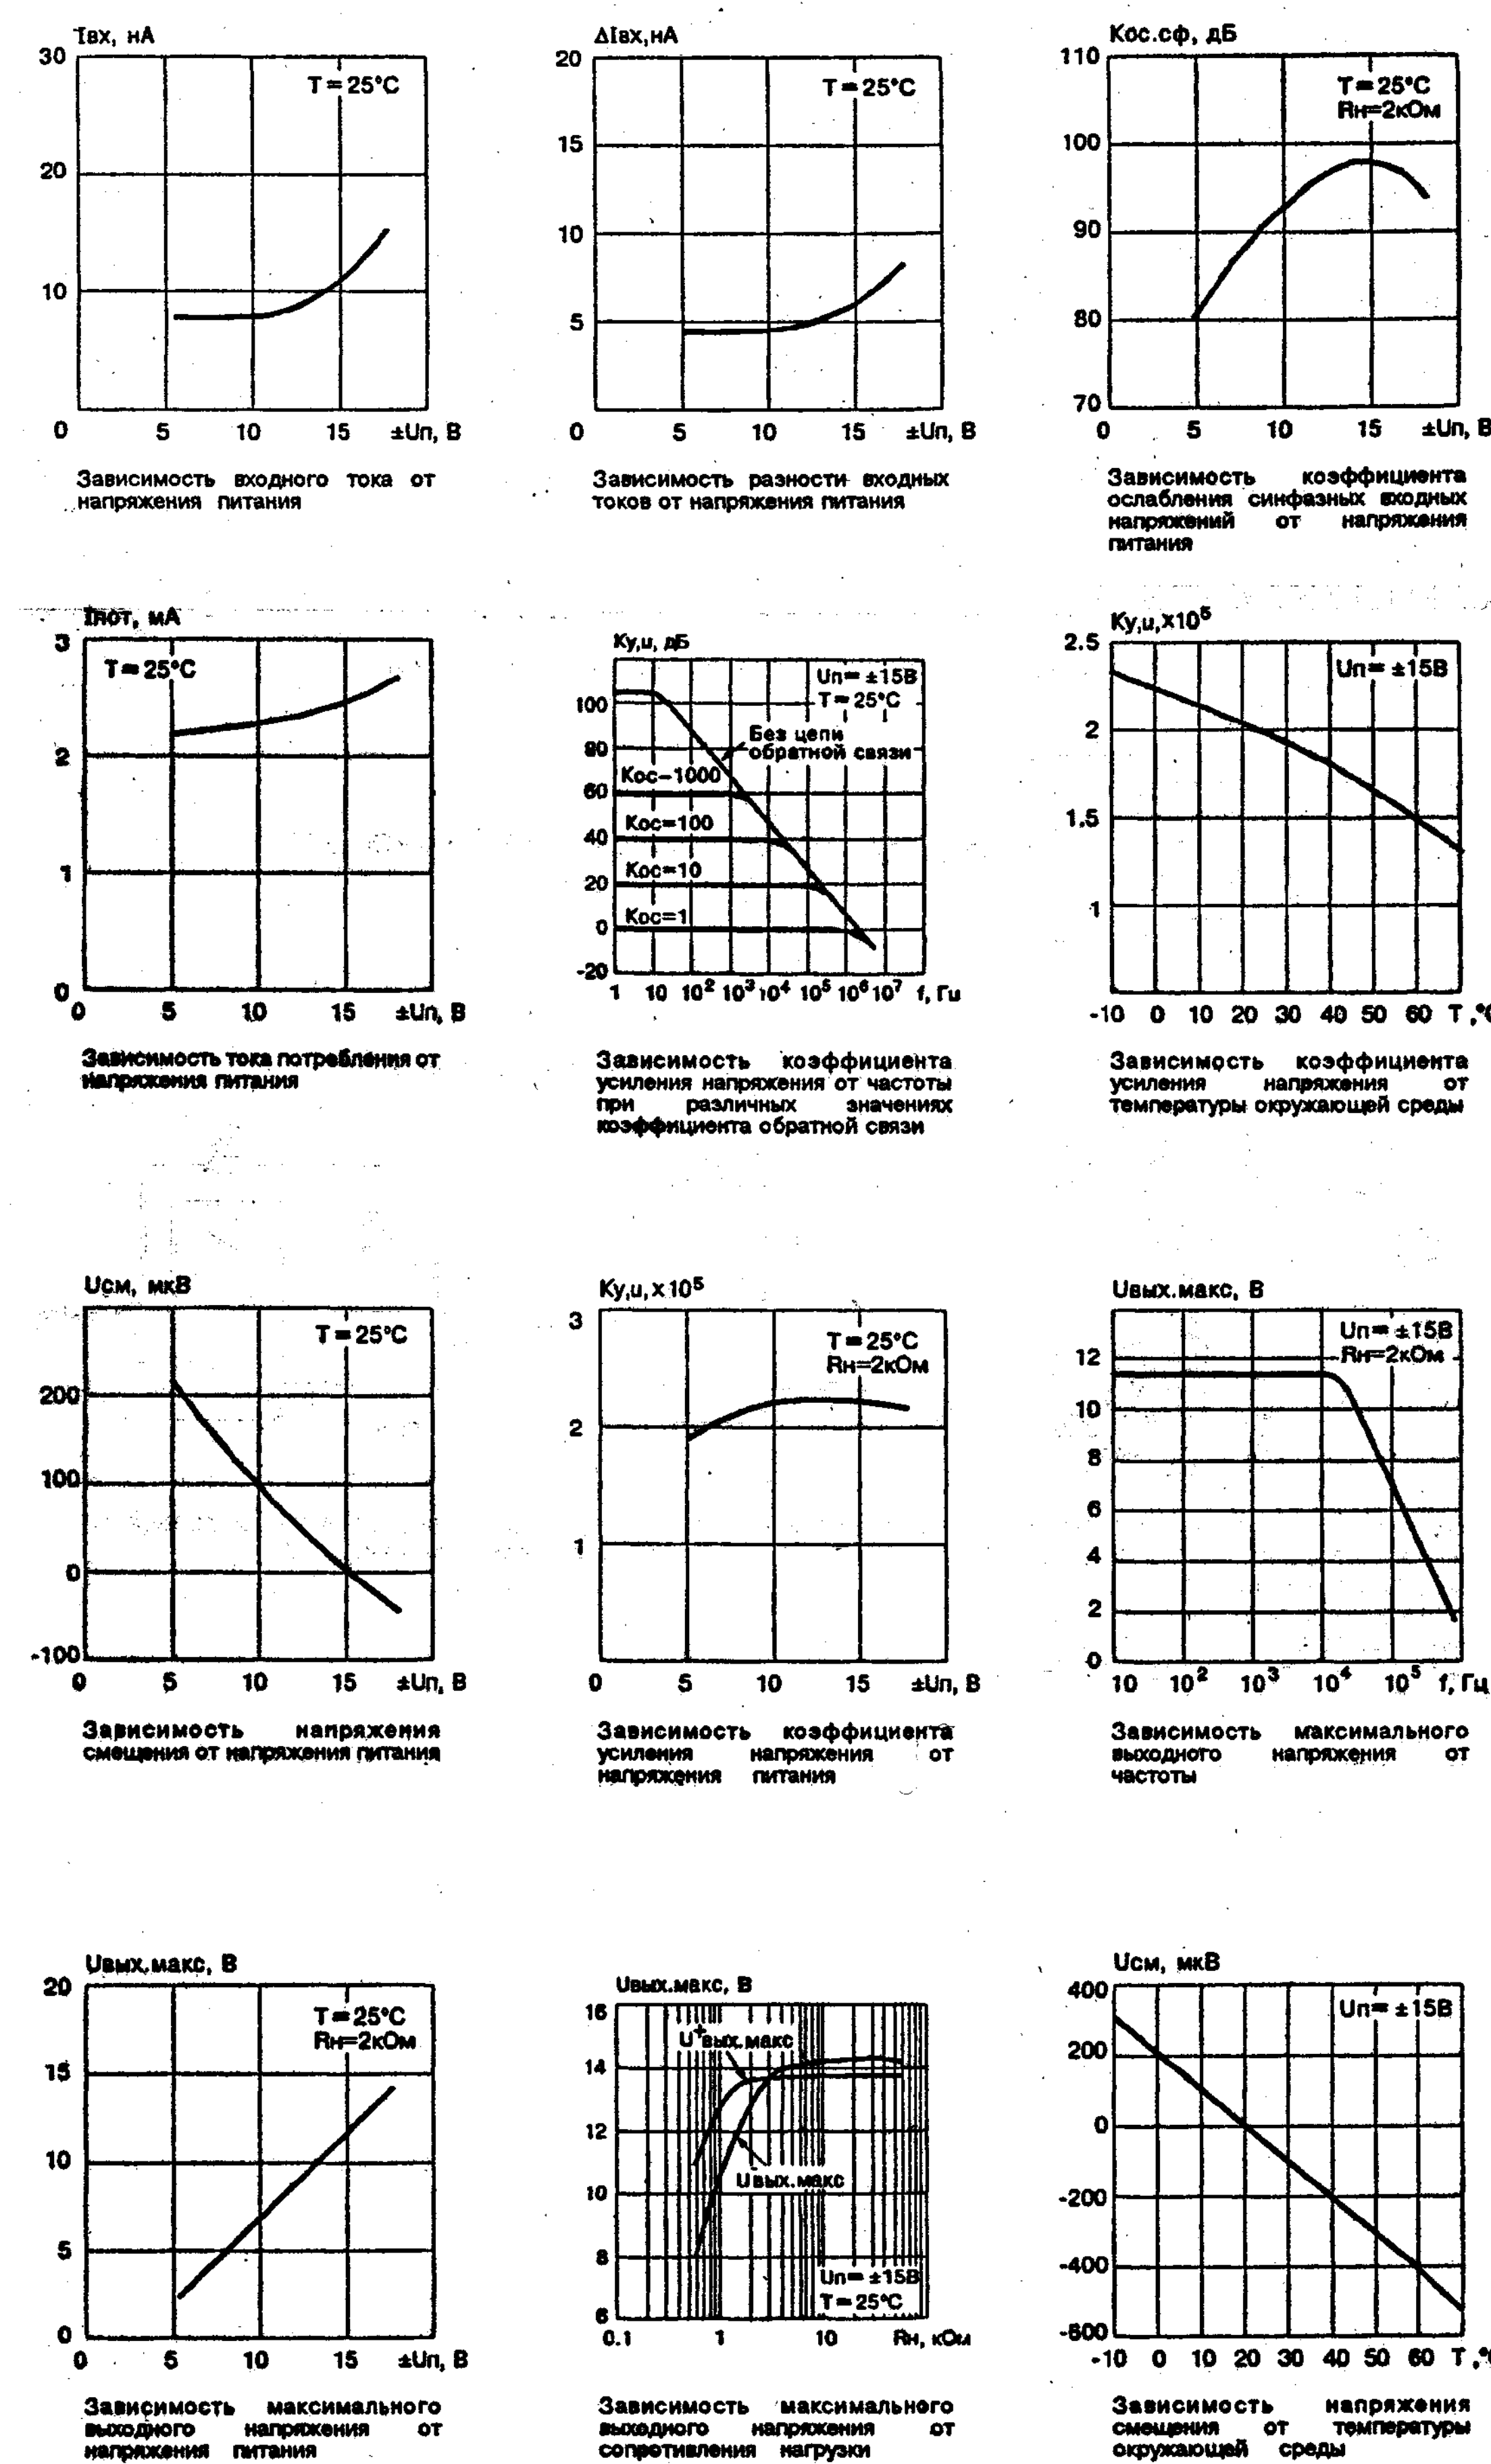 Iвх, нА
30
20
10
0
5
10
15
±Uп, В
T = 25°C
Зависимость входного тока от
напряжения питания
ΔIвх,нА
20
15
10
5
0
5
10
15
±Uп, В
T = 25°C
Зависимость разности входных
токов от напряжения питания
Кос.сф, дБ
110
100
90
80
70
0
5
10
15
±Uп, В
T = 25°C
Rн=2кОм
Зависимость коэффициента
ослабления синфазных входных
напряжений от напряжения
питания
Iпот, мА
3
2
1
0
0
5
10
15
±Uп, В
T = 25°C
Зависимость тока потребления от
напряжения питания
Ку,u, дБ
100
80
60
40
20
0
-20
1
10
10²
10³
10⁴
10⁵
10⁶
10⁷
f, Гц
Uп= ±15В
T = 25°C
Без цепи
обратной связи
Кос-1000
Кос=100
Кос=10
Кос=1
Зависимость коэффициента
усиления напряжения от частоты
при различных значениях
коэффициента обратной связи
Ку,u,x10⁵
2.5
2
1.5
1
-10
0
10
20
30
40
50
60
T ,°C
Uп= ±15В
Зависимость коэффициента
усиления напряжения от
температуры окружающей среды
Uсм, мкВ
200
100
0
-100
0
5
10
15
±Uп, В
T = 25°C
Зависимость напряжения
смещения от напряжения питания
Ку,u,x10⁵
3
2
1
0
5
10
15
±Uп, В
T = 25°C
Rн=2кОм
Зависимость коэффициента
усиления напряжения от
напряжения питания
Uвых.макс, В
12
10
8
6
4
2
0
10
10²
10³
10⁴
10⁵
f, Гц
Uп= ±15В
Rн=2кОм
Зависимость максимального
выходного напряжения от
частоты
Uвых.макс, В
20
15
10
5
0
0
5
10
15
±Uп, В
T = 25°C
Rн=2кОм
Зависимость максимального
выходного напряжения от
напряжения питания
Uвых.макс, В
16
14
12
10
8
6
0.1
1
10
Rн, кОм
U⁺вых.макс
U⁻вых.макс
Uп= ±15В
T = 25°C
Зависимость максимального
выходного напряжения от
сопротивления нагрузки
Uсм, мкВ
400
200
0
-200
-400
-600
-10
0
10
20
30
40
50
60
T ,°C
Uп= ±15В
Зависимость напряжения
смещения от температуры
окружающей среды